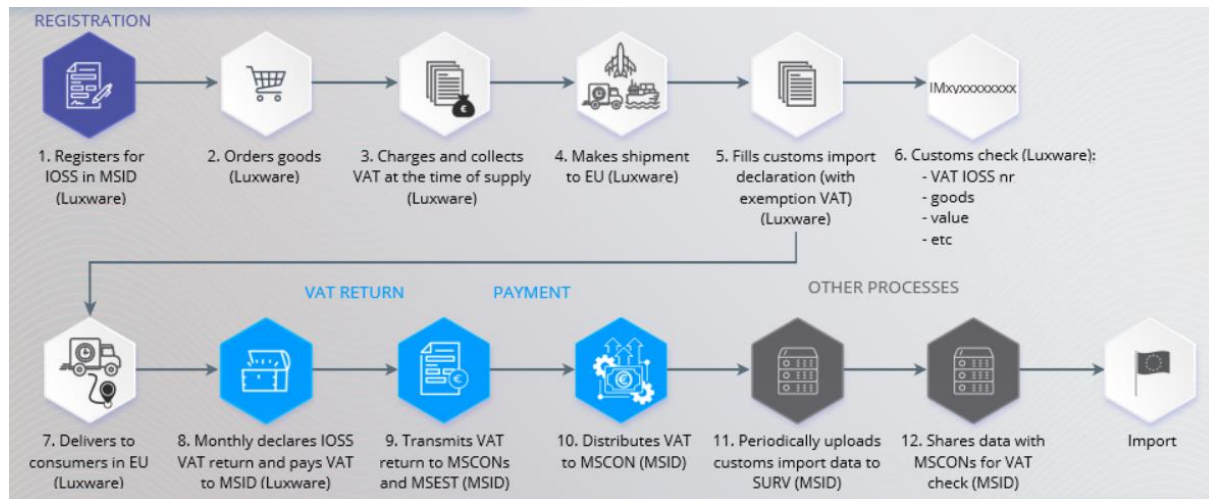 REGISTRATION
IMxyxxxxxxxx
1. Registers for
IOSS in MSID
(Luxware)
2. Orders goods
(Luxware)
3. Charges and collects
VAT at the time of supply
(Luxware)
4. Makes shipment
to EU (Luxware)
5. Fills customs import
declaration (with
exemption VAT)
(Luxware)
6. Customs check (Luxware):
- VAT IOSS nr
- goods
- value
- etc
VAT RETURN
PAYMENT
OTHER PROCESSES
7. Delivers to
consumers in EU
(Luxware)
8. Monthly declares IOSS
VAT return and pays VAT
to MSID (Luxware)
9. Transmits VAT
return to MSCONs
and MSEST (MSID)
10. Distributes VAT
to MSCON (MSID)
11. Periodically uploads
customs import data to
SURV (MSID)
12. Shares data with
MSCONs for VAT
check (MSID)
Import